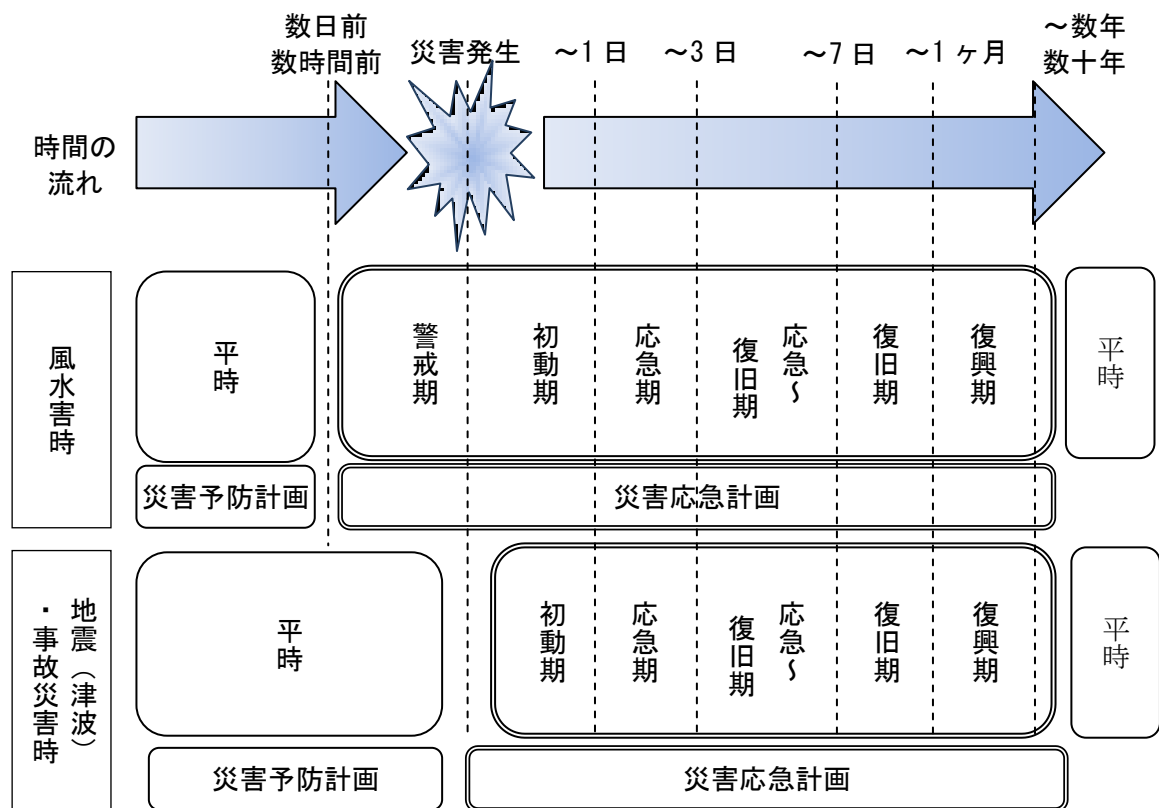 数日前
数時間前
災害発生
～1日
～3日
～7日
～1ヶ月
～数年
数十年
時間の
流れ
風水害時
平時
警戒期
初動期
応急期
応急～
復旧期
復旧期
復興期
平時
災害予防計画
災害応急計画
地震（津波）
・事故災害時
平時
初動期
応急期
応急～
復旧期
復旧期
復興期
平時
災害予防計画
災害応急計画